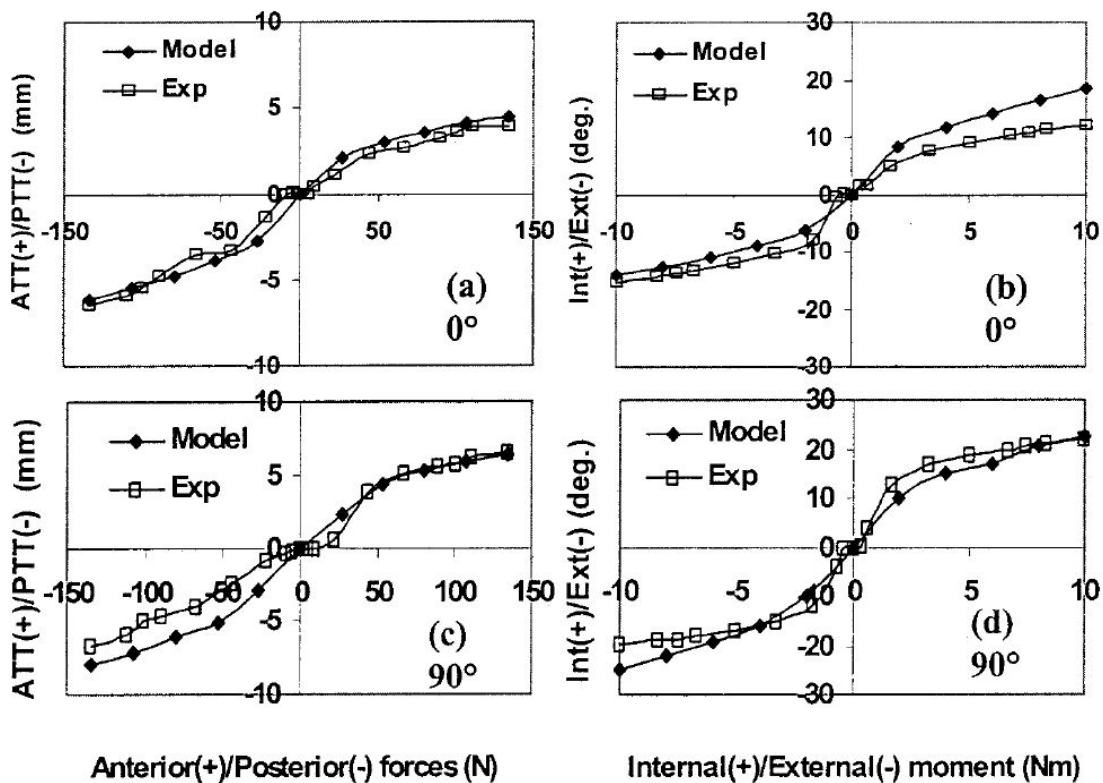 ATT(+)/PTT(-) (mm)
10
5
0
-5
-10
-150
-50
50
150
Model
Exp
(a)
0°
Int(+)/Ext(-) (deg.)
30
20
10
0
-10
-20
-30
-10
-5
0
5
10
Model
Exp
(b)
0°
ATT(+)/PTT(-) (mm)
10
5
0
-5
-10
-150
-100
-50
0
50
100
150
Model
Exp
(c)
90°
Int(+)/Ext(-) (deg.)
30
20
10
0
-10
-20
-30
-10
-5
0
5
10
Model
Exp
(d)
90°
Anterior(+)/Posterior(-) forces (N)
Internal(+)/External(-) moment (Nm)